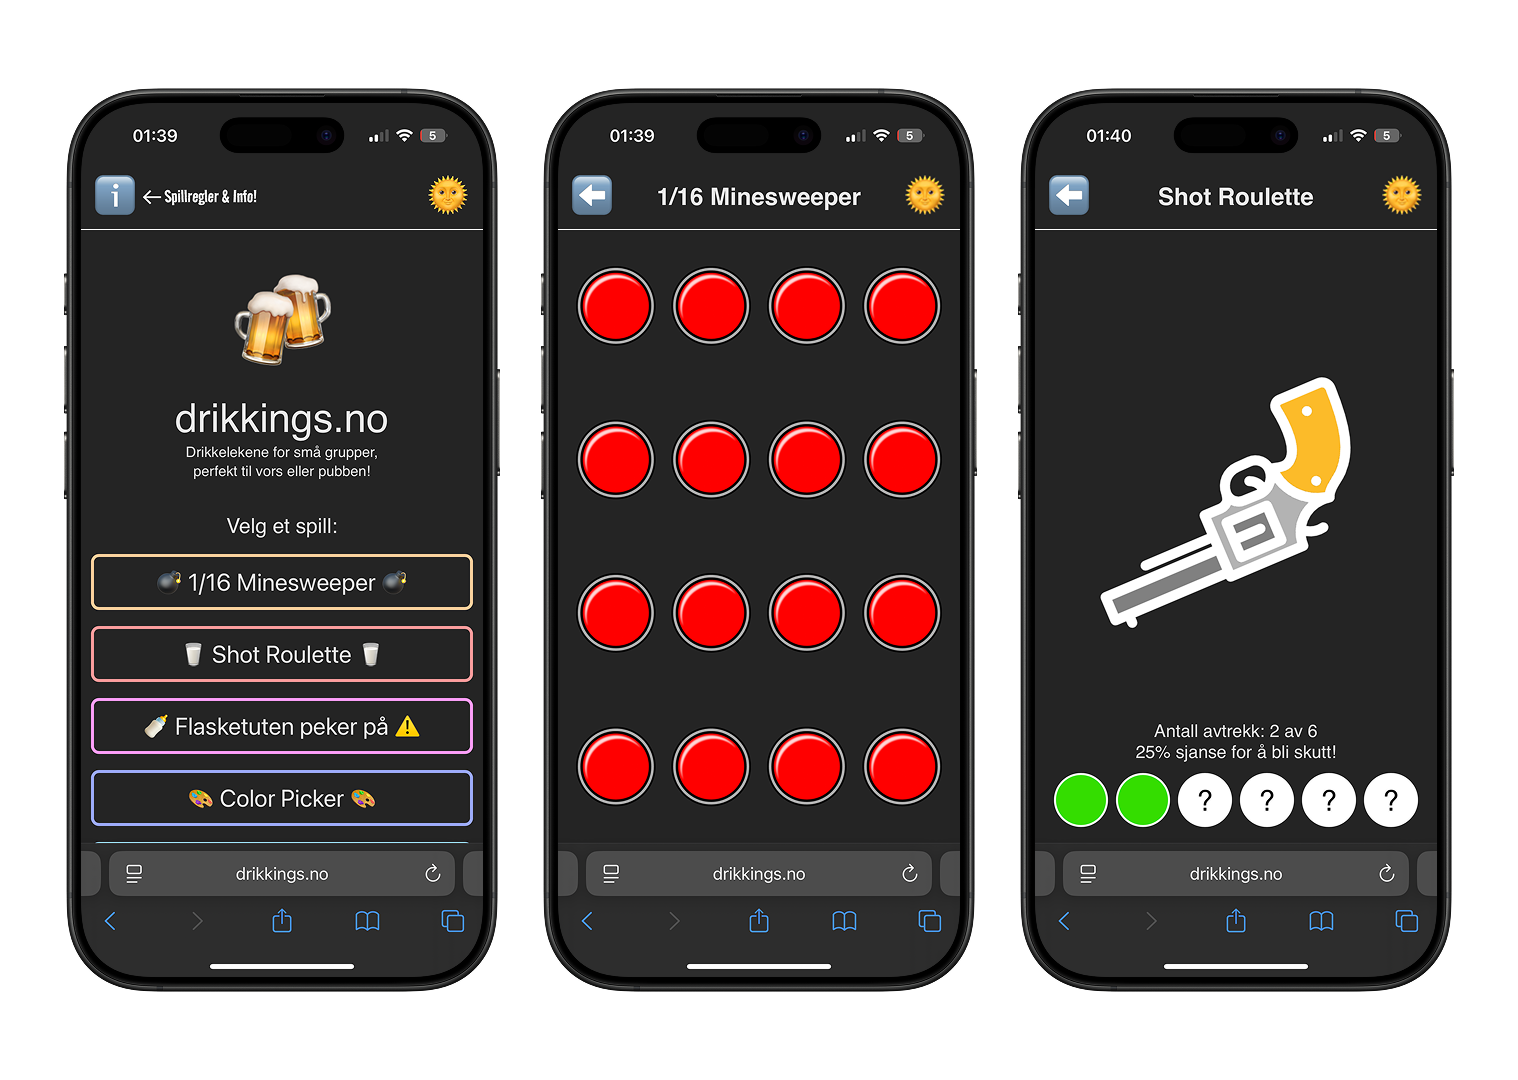 01:39
5
i
← Spillregler & Info!
drikkings.no
Drikkelekene for små grupper,
perfekt til vors eller pubben!
Velg et spill:
1/16 Minesweeper
Shot Roulette
Flasketuten peker på
Color Picker
drikkings.no
01:39
5
1/16 Minesweeper
drikkings.no
01:40
5
Shot Roulette
Antall avtrekk: 2 av 6
25% sjanse for å bli skutt!
? ? ? ?
drikkings.no